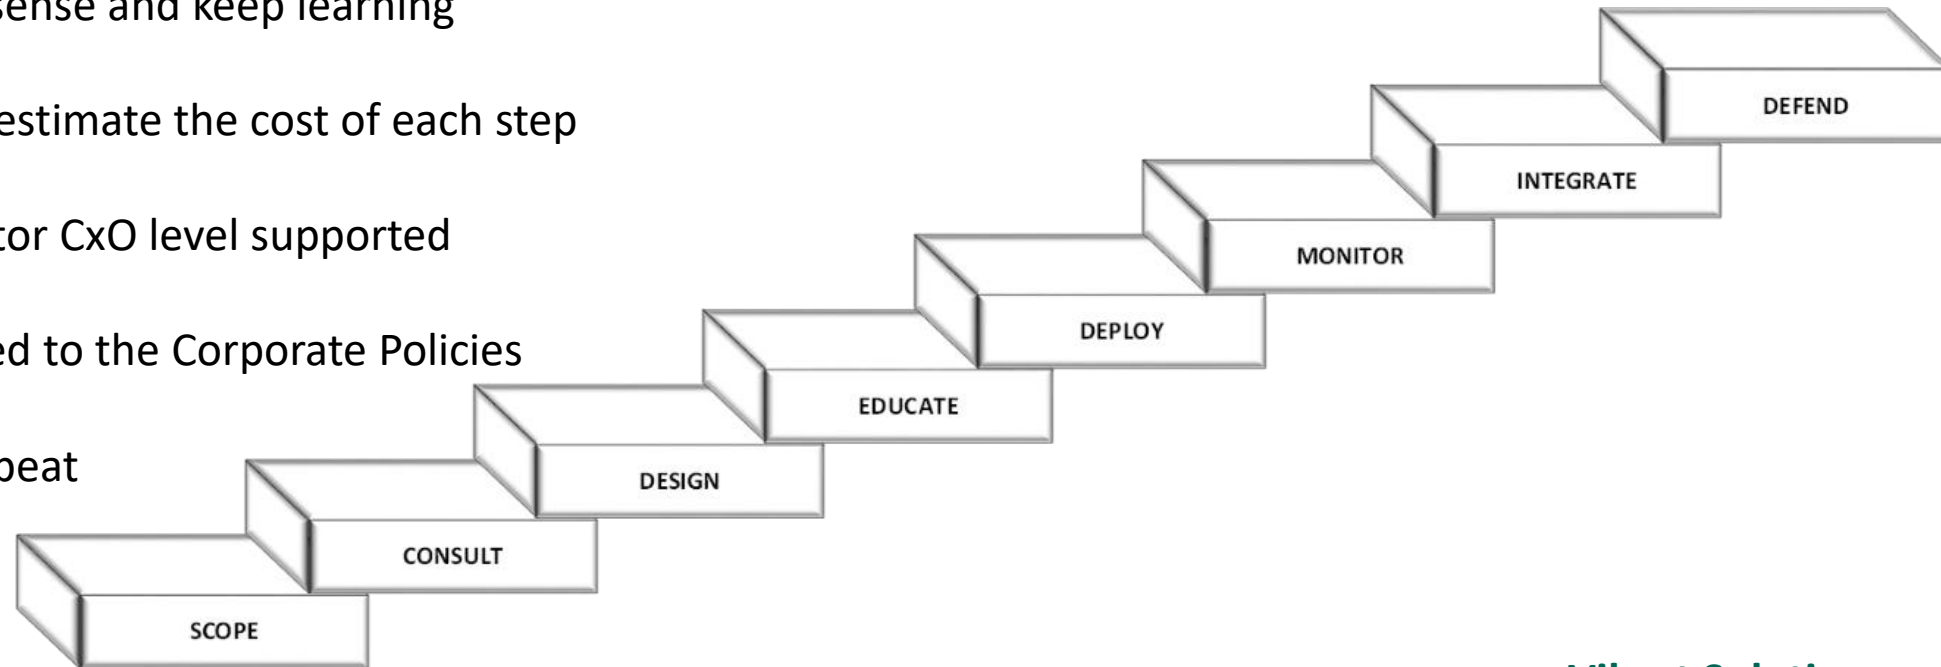 sense and keep learning
estimate the cost of each step
tor CxO level supported
ed to the Corporate Policies
peat
DEFEND
INTEGRATE
MONITOR
DEPLOY
EDUCATE
DESIGN
CONSULT
SCOPE